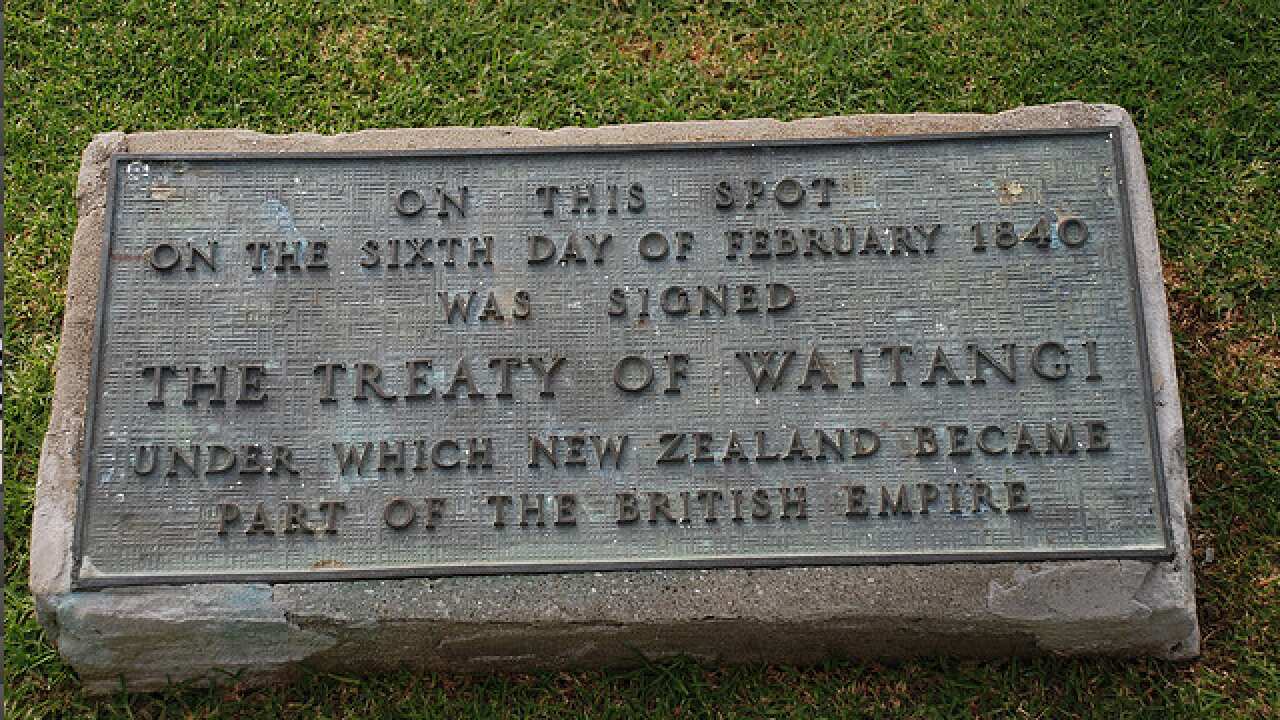 ON THIS SPOT
ON THE SIXTH DAY OF FEBRUARY 1840
WAS SIGNED
THE TREATY OF WAITANGI
UNDER WHICH NEW ZEALAND BECAME
PART OF THE BRITISH EMPIRE